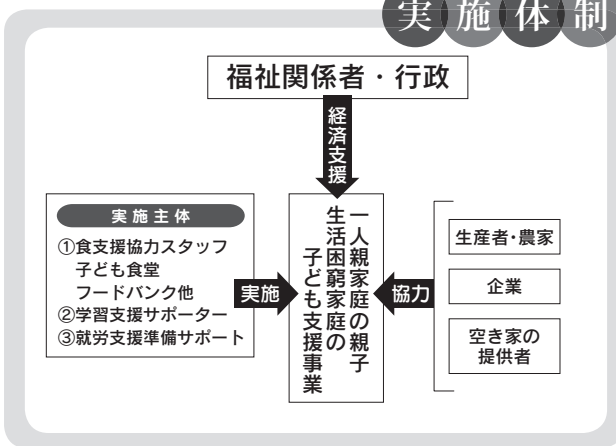 実施体制
福祉関係者・行政
経済支援
実施主体
①食支援協力スタッフ
子ども食堂
フードバンク他
②学習支援サポーター
③就労支援準備サポート
実施
一人親家庭の親子
生活困窮家庭の
子ども支援事業
協力
生産者・農家
企業
空き家の
提供者